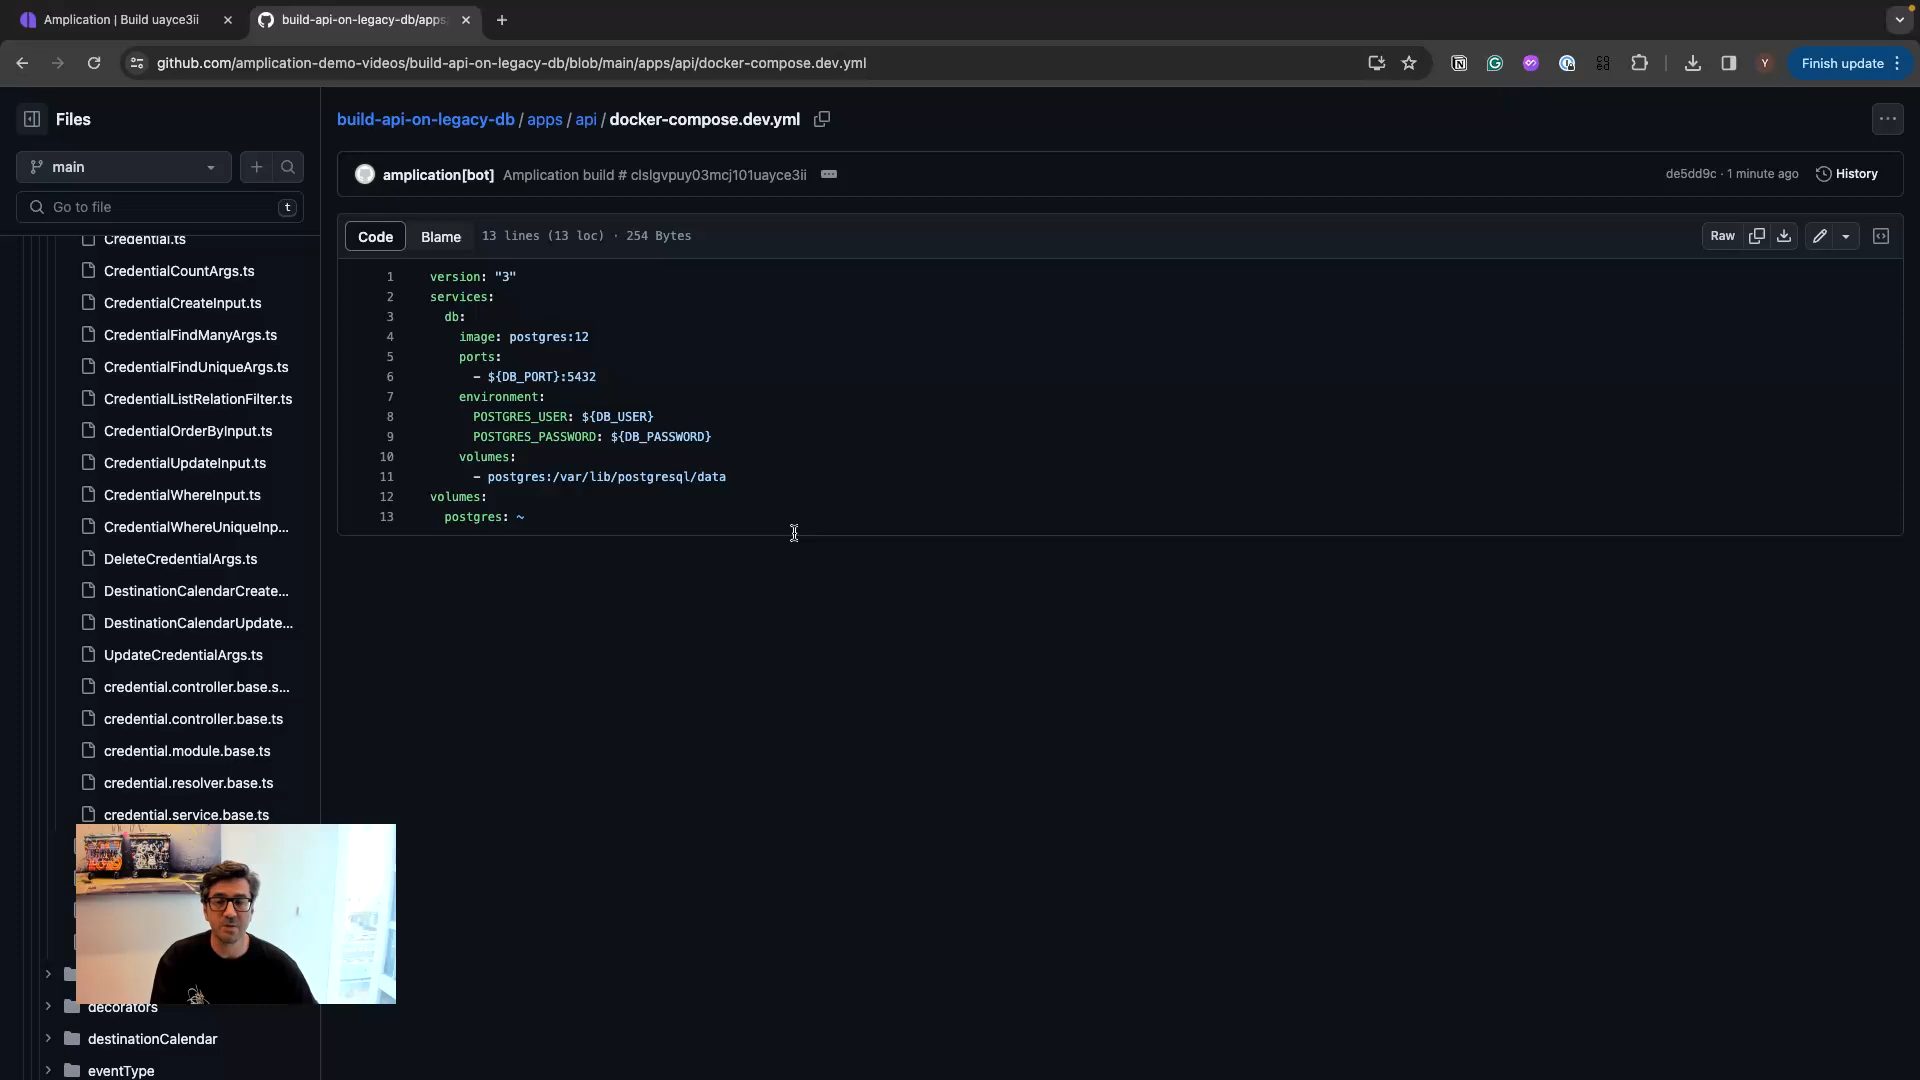 Amplication | Build uayce3ii
build-api-on-legacy-db/apps
github.com/amplication-demo-videos/build-api-on-legacy-db/blob/main/apps/api/docker-compose.dev.yml
Y
Finish update
Files
main
Go to file
t
Credential.ts
CredentialCountArgs.ts
CredentialCreateInput.ts
CredentialFindManyArgs.ts
CredentialFindUniqueArgs.ts
CredentialListRelationFilter.ts
CredentialOrderByInput.ts
CredentialUpdateInput.ts
CredentialWhereInput.ts
CredentialWhereUniqueInp...
DeleteCredentialArgs.ts
DestinationCalendarCreate...
DestinationCalendarUpdate...
UpdateCredentialArgs.ts
credential.controller.base.s...
credential.controller.base.ts
credential.module.base.ts
credential.resolver.base.ts
credential.service.base.ts
decorators
destinationCalendar
eventType
build-api-on-legacy-db / apps / api / docker-compose.dev.yml
amplication[bot] Amplication build # clslgvpuy03mcj101uayce3ii
de5dd9c · 1 minute ago
History
Code Blame 13 lines (13 loc) · 254 Bytes
Raw
1 version: "3"
2 services:
3 db:
4 image: postgres:12
5 ports:
6 - ${DB_PORT}:5432
7 environment:
8 POSTGRES_USER: ${DB_USER}
9 POSTGRES_PASSWORD: ${DB_PASSWORD}
10 volumes:
11 - postgres:/var/lib/postgresql/data
12 volumes:
13 postgres: ~